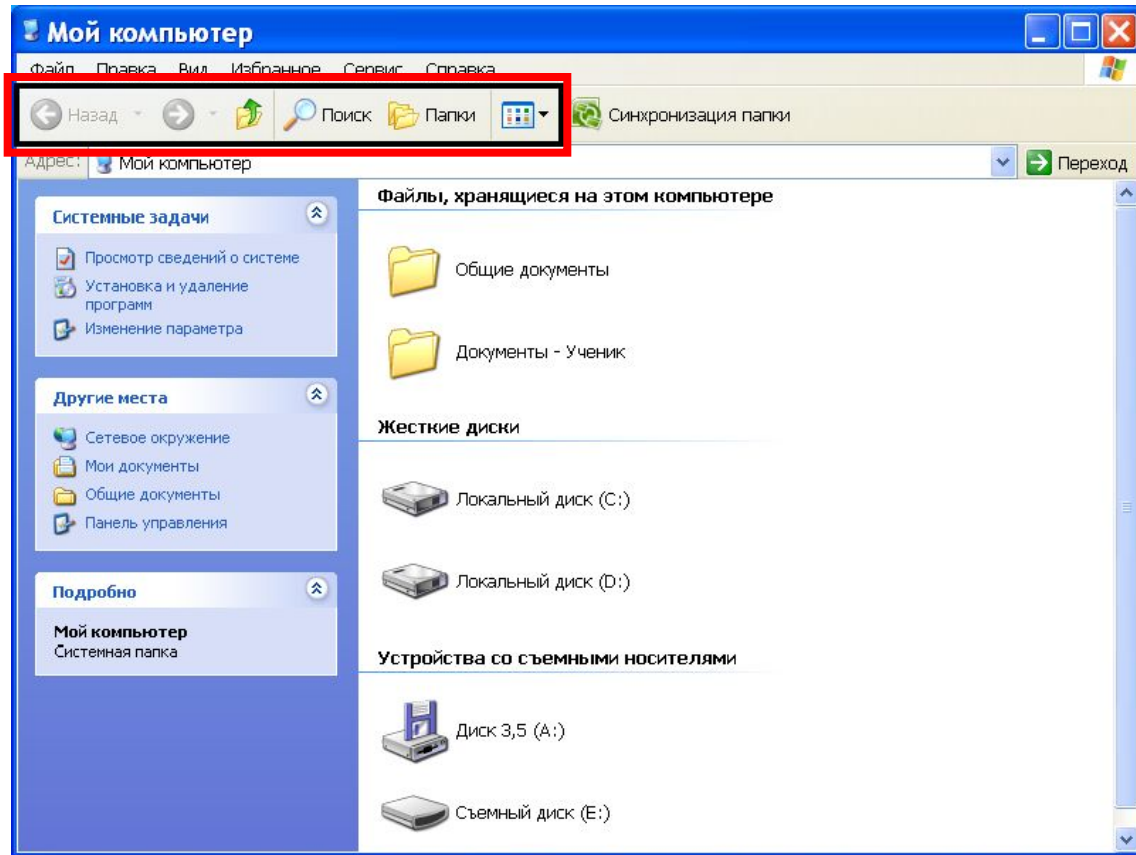 Мой компьютер
Файл Правка Вид Избранное Сервис Справка
Назад Поиск Папки Синхронизация папки
Адрес: Мой компьютер Переход
Системные задачи
Просмотр сведений о системе
Установка и удаление
программ
Изменение параметра
Другие места
Сетевое окружение
Мои документы
Общие документы
Панель управления
Подробно
Мой компьютер
Системная папка
Файлы, хранящиеся на этом компьютере
Общие документы
Документы - Ученик
Жесткие диски
Локальный диск (C:)
Локальный диск (D:)
Устройства со съемными носителями
Диск 3,5 (A:)
Съемный диск (E:)